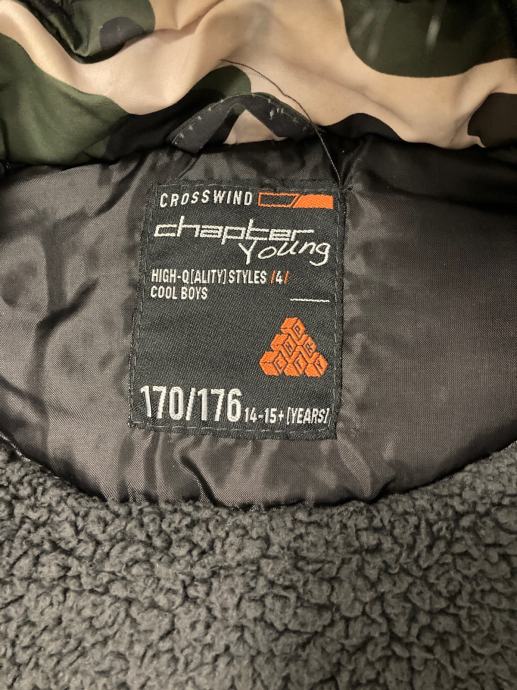 CROSSWIND
chapter
Young
HIGH-Q[ALITY] STYLES /4/
COOL BOYS
170/176 14-15+ [YEARS]